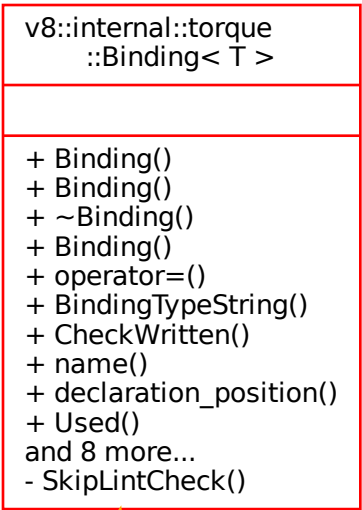 v8::internal::torque
::Binding< T >
+ Binding()
+ Binding()
+ ~Binding()
+ Binding()
+ operator=()
+ BindingTypeString()
+ CheckWritten()
+ name()
+ declaration_position()
+ Used()
and 8 more...
- SkipLintCheck()